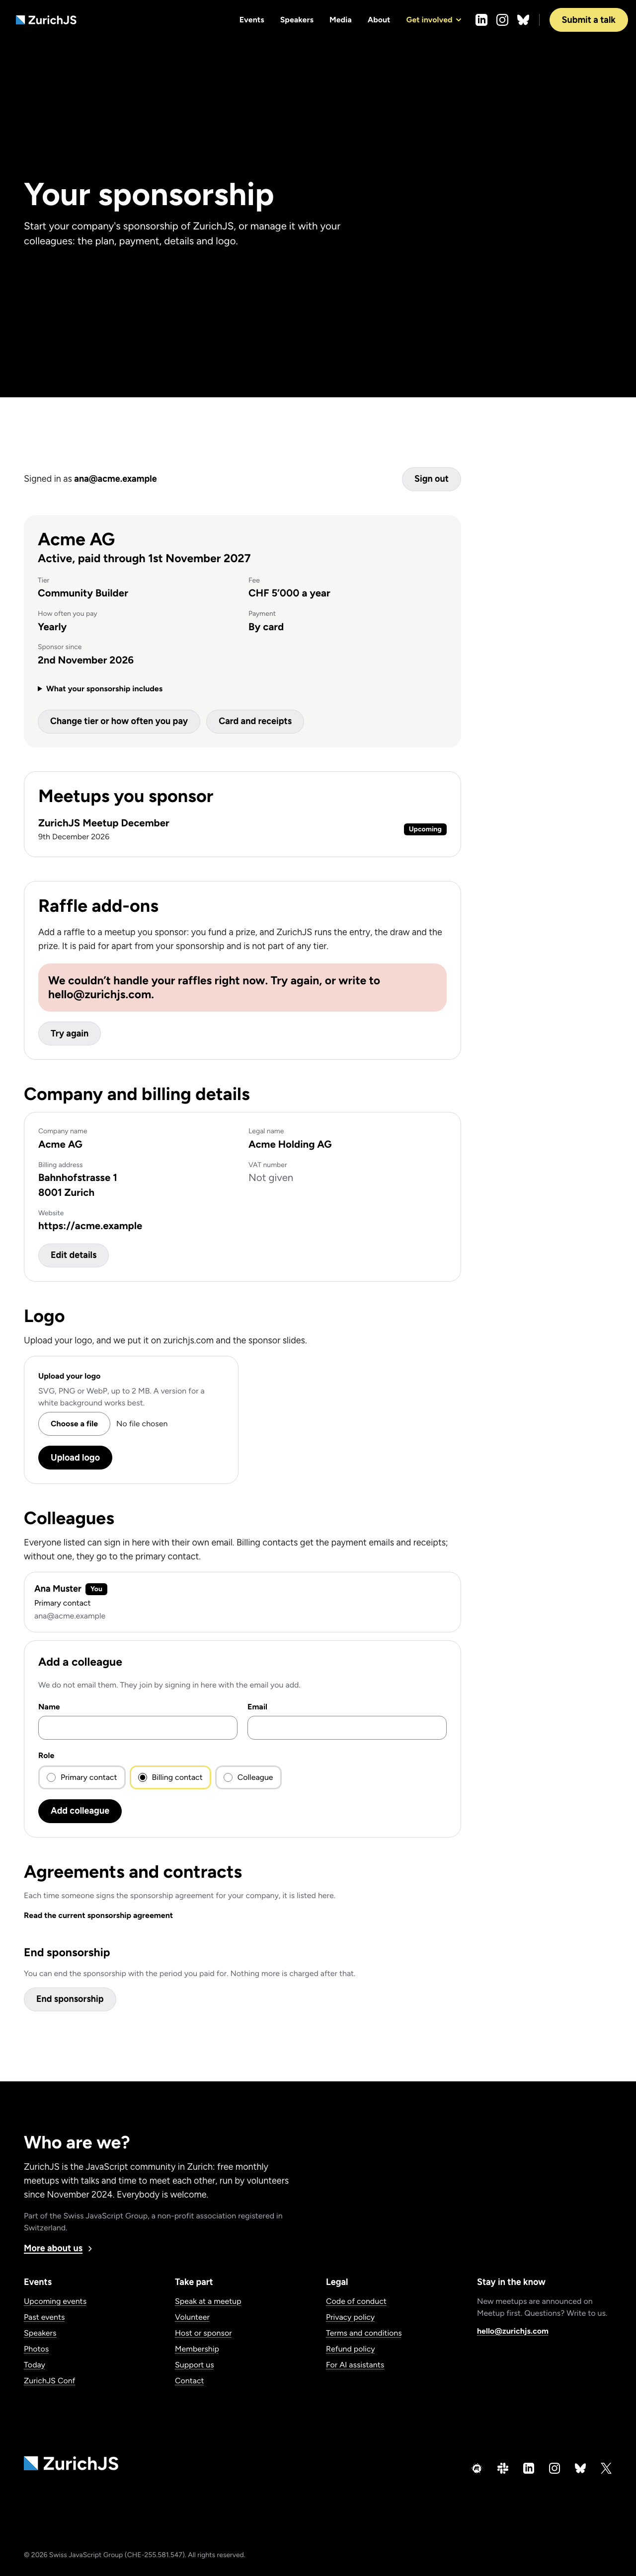 ZurichJS
Events
Speakers
Media
About
Get involved
Submit a talk
Your sponsorship
Start your company's sponsorship of ZurichJS, or manage it with your
colleagues: the plan, payment, details and logo.
Signed in as ana@acme.example
Sign out
Acme AG
Active, paid through 1st November 2027
Tier
Community Builder
Fee
CHF 5’000 a year
How often you pay
Yearly
Payment
By card
Sponsor since
2nd November 2026
What your sponsorship includes
Change tier or how often you pay
Card and receipts
Meetups you sponsor
ZurichJS Meetup December
9th December 2026
Upcoming
Raffle add-ons
Add a raffle to a meetup you sponsor: you fund a prize, and ZurichJS runs the entry, the draw and the
prize. It is paid for apart from your sponsorship and is not part of any tier.
We couldn’t handle your raffles right now. Try again, or write to
hello@zurichjs.com.
Try again
Company and billing details
Company name
Acme AG
Legal name
Acme Holding AG
Billing address
Bahnhofstrasse 1
8001 Zurich
VAT number
Not given
Website
https://acme.example
Edit details
Logo
Upload your logo, and we put it on zurichjs.com and the sponsor slides.
Upload your logo
SVG, PNG or WebP, up to 2 MB. A version for a
white background works best.
Choose a file
No file chosen
Upload logo
Colleagues
Everyone listed can sign in here with their own email. Billing contacts get the payment emails and receipts;
without one, they go to the primary contact.
Ana Muster
You
Primary contact
ana@acme.example
Add a colleague
We do not email them. They join by signing in here with the email you add.
Name
Email
Role
Primary contact
Billing contact
Colleague
Add colleague
Agreements and contracts
Each time someone signs the sponsorship agreement for your company, it is listed here.
Read the current sponsorship agreement
End sponsorship
You can end the sponsorship with the period you paid for. Nothing more is charged after that.
End sponsorship
Who are we?
ZurichJS is the JavaScript community in Zurich: free monthly
meetups with talks and time to meet each other, run by volunteers
since November 2024. Everybody is welcome.
Part of the Swiss JavaScript Group, a non-profit association registered in
Switzerland.
More about us
Events
Upcoming events
Past events
Speakers
Photos
Today
ZurichJS Conf
Take part
Speak at a meetup
Volunteer
Host or sponsor
Membership
Support us
Contact
Legal
Code of conduct
Privacy policy
Terms and conditions
Refund policy
For AI assistants
Stay in the know
New meetups are announced on
Meetup first. Questions? Write to us.
hello@zurichjs.com
ZurichJS
© 2026 Swiss JavaScript Group (CHE-255.581.547). All rights reserved.